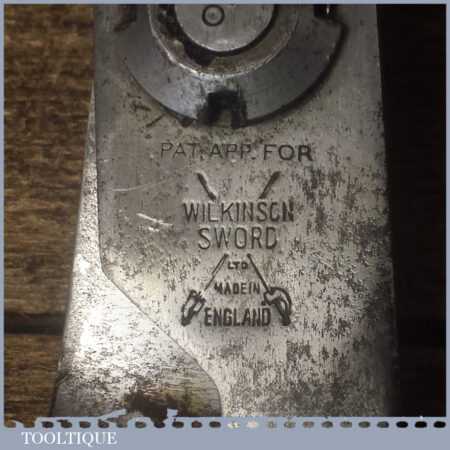 PAT. APP. FOR
WILKINSON
SWORD
LTD
MADE IN
ENGLAND
TOOLTIQUE